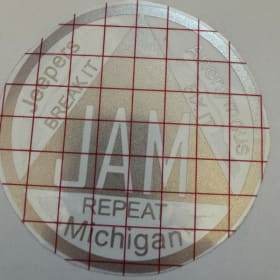 Jeepers
BREAK IT
JAM
REPEAT
Michigan